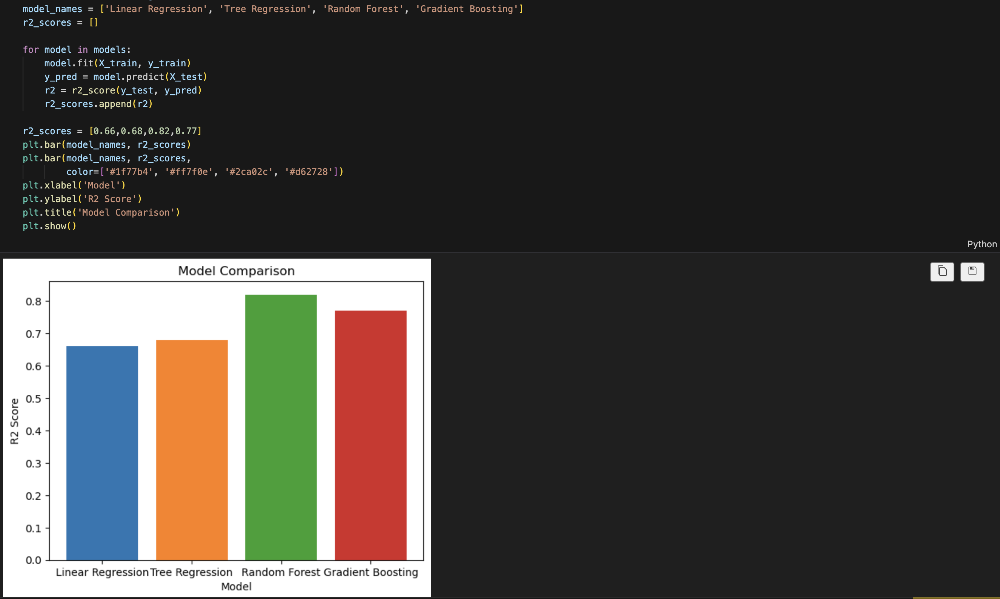 model_names = ['Linear Regression', 'Tree Regression', 'Random Forest', 'Gradient Boosting']
r2_scores = []
for model in models:
    model.fit(X_train, y_train)
    y_pred = model.predict(X_test)
    r2 = r2_score(y_test, y_pred)
    r2_scores.append(r2)
r2_scores = [0.66,0.68,0.82,0.77]
plt.bar(model_names, r2_scores)
plt.bar(model_names, r2_scores,
        color=['#1f77b4', '#ff7f0e', '#2ca02c', '#d62728'])
plt.xlabel('Model')
plt.ylabel('R2 Score')
plt.title('Model Comparison')
plt.show()
Python
Model Comparison
0.8
0.7
0.6
0.5
0.4
0.3
0.2
0.1
0.0
R2 Score
Linear Regression Tree Regression Random Forest Gradient Boosting
Model